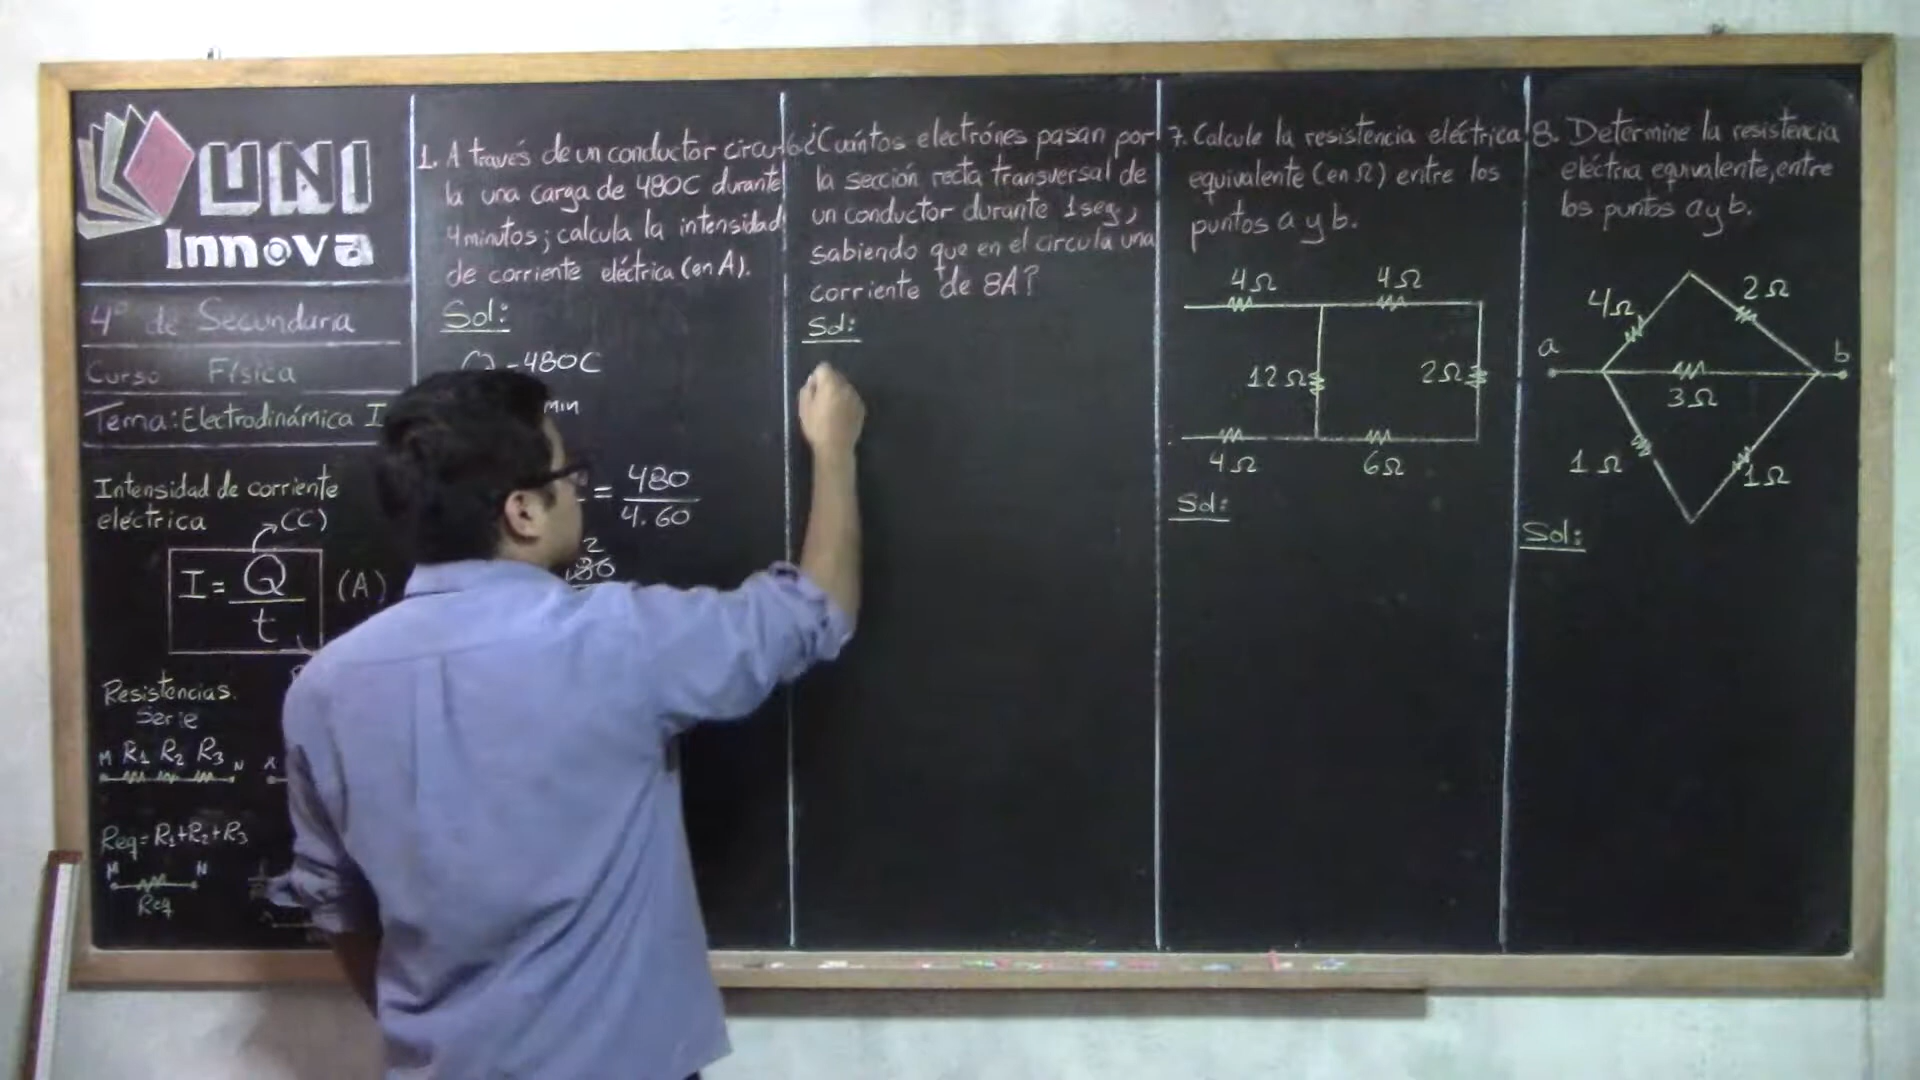 UNI
Innova
4° de Secundaria
Curso Física
Tema: Electrodinámica I
Intensidad de corriente
eléctrica
(C)
I = Q / t (A)
Resistencias.
Serie
M R1 R2 R3 N
Req = R1+R2+R3
M N
Req
1. A través de un conductor circu
la una carga de 480C durante
4 minutos; calcula la intensidad
de corriente eléctrica (en A).
Sol:
480C
min
= 480
4.60
2
6. ¿Cuántos electrónes pasan por
la sección recta transversal de
un conductor durante 1seg,
sabiendo que en el circula una
corriente de 8A?
Sol:
7. Calcule la resistencia eléctrica
equivalente (en Ω) entre los
puntos a y b.
4Ω 4Ω
12Ω 2Ω
4Ω 6Ω
Sol:
8. Determine la resistencia
eléctria equivalente, entre
los puntos a y b.
4Ω 2Ω
a b
3Ω
1Ω 1Ω
Sol: